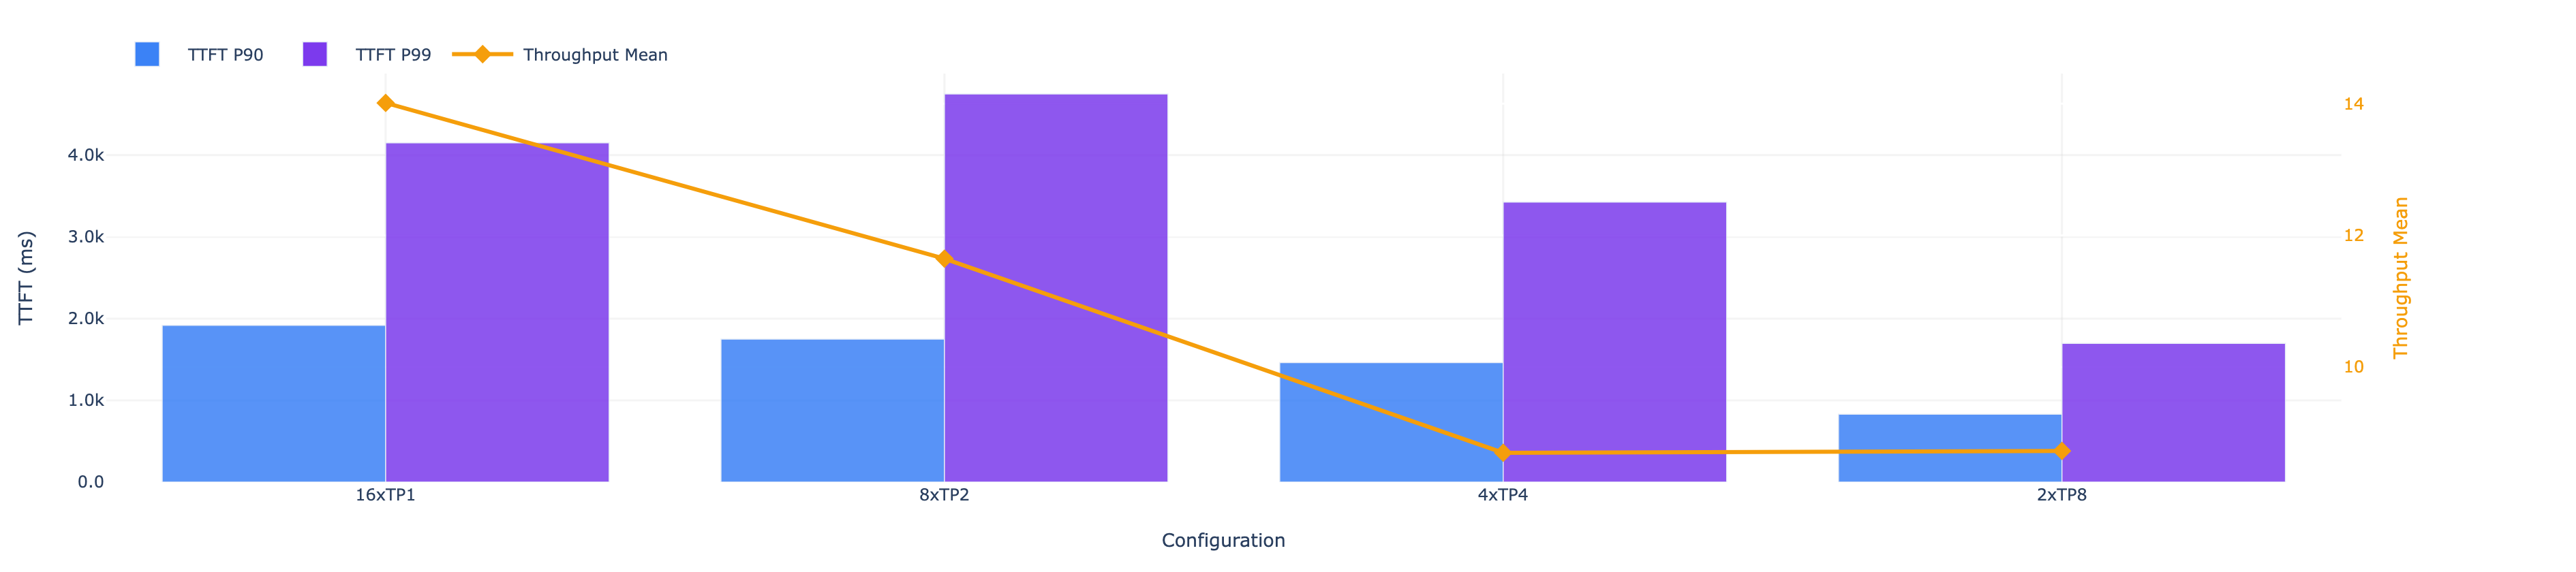 TTFT P90 TTFT P99 Throughput Mean
14
4.0k
3.0k
12
2.0k
10
1.0k
0.0
TTFT (ms)
Throughput Mean
16xTP1 8xTP2 4xTP4 2xTP8
Configuration